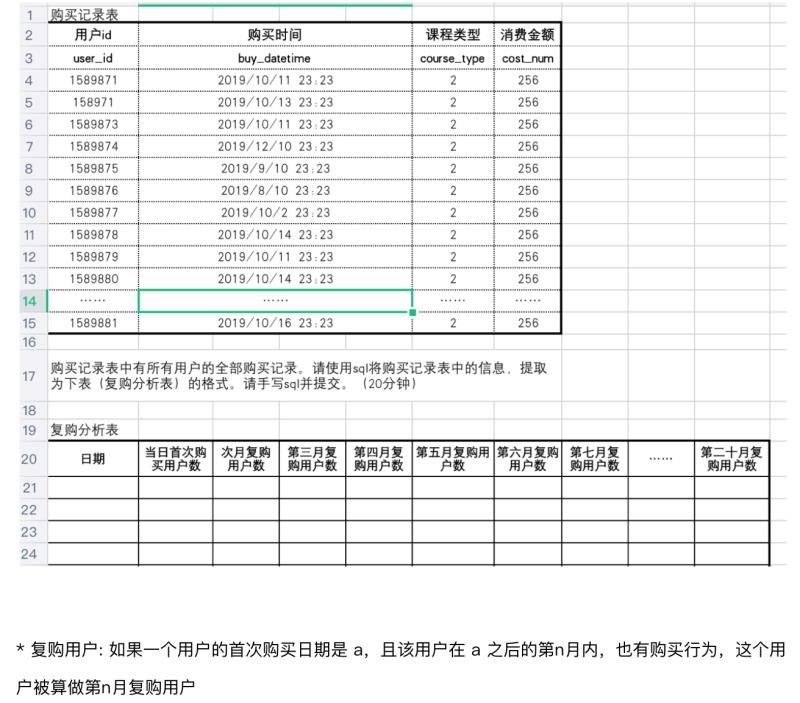 1 购买记录表
2 用户id 购买时间 课程类型 消费金额
3 user_id buy_datetime course_type cost_num
4 1589871 2019/10/11 23:23 2 256
5 158971 2019/10/13 23:23 2 256
6 1589873 2019/10/11 23:23 2 256
7 1589874 2019/12/10 23:23 2 256
8 1589875 2019/9/10 23:23 2 256
9 1589876 2019/8/10 23:23 2 256
10 1589877 2019/10/2 23:23 2 256
11 1589878 2019/10/14 23:23 2 256
12 1589879 2019/10/11 23:23 2 256
13 1589880 2019/10/14 23:23 2 256
14 …… …… …… ……
15 1589881 2019/10/16 23:23 2 256
16
17 购买记录表中有所有用户的全部购买记录。请使用sql将购买记录表中的信息，提取
为下表（复购分析表）的格式。请手写sql并提交。（20分钟）
18
19 复购分析表
20 日期 当日首次购买用户数 次月复购用户数 第三月复购用户数 第四月复购用户数 第五月复购用户数 第六月复购用户数 第七月复购用户数 …… 第二十月复购用户数
21
22
23
24
* 复购用户: 如果一个用户的首次购买日期是 a，且该用户在 a 之后的第n月内，也有购买行为，这个用
户被算做第n月复购用户